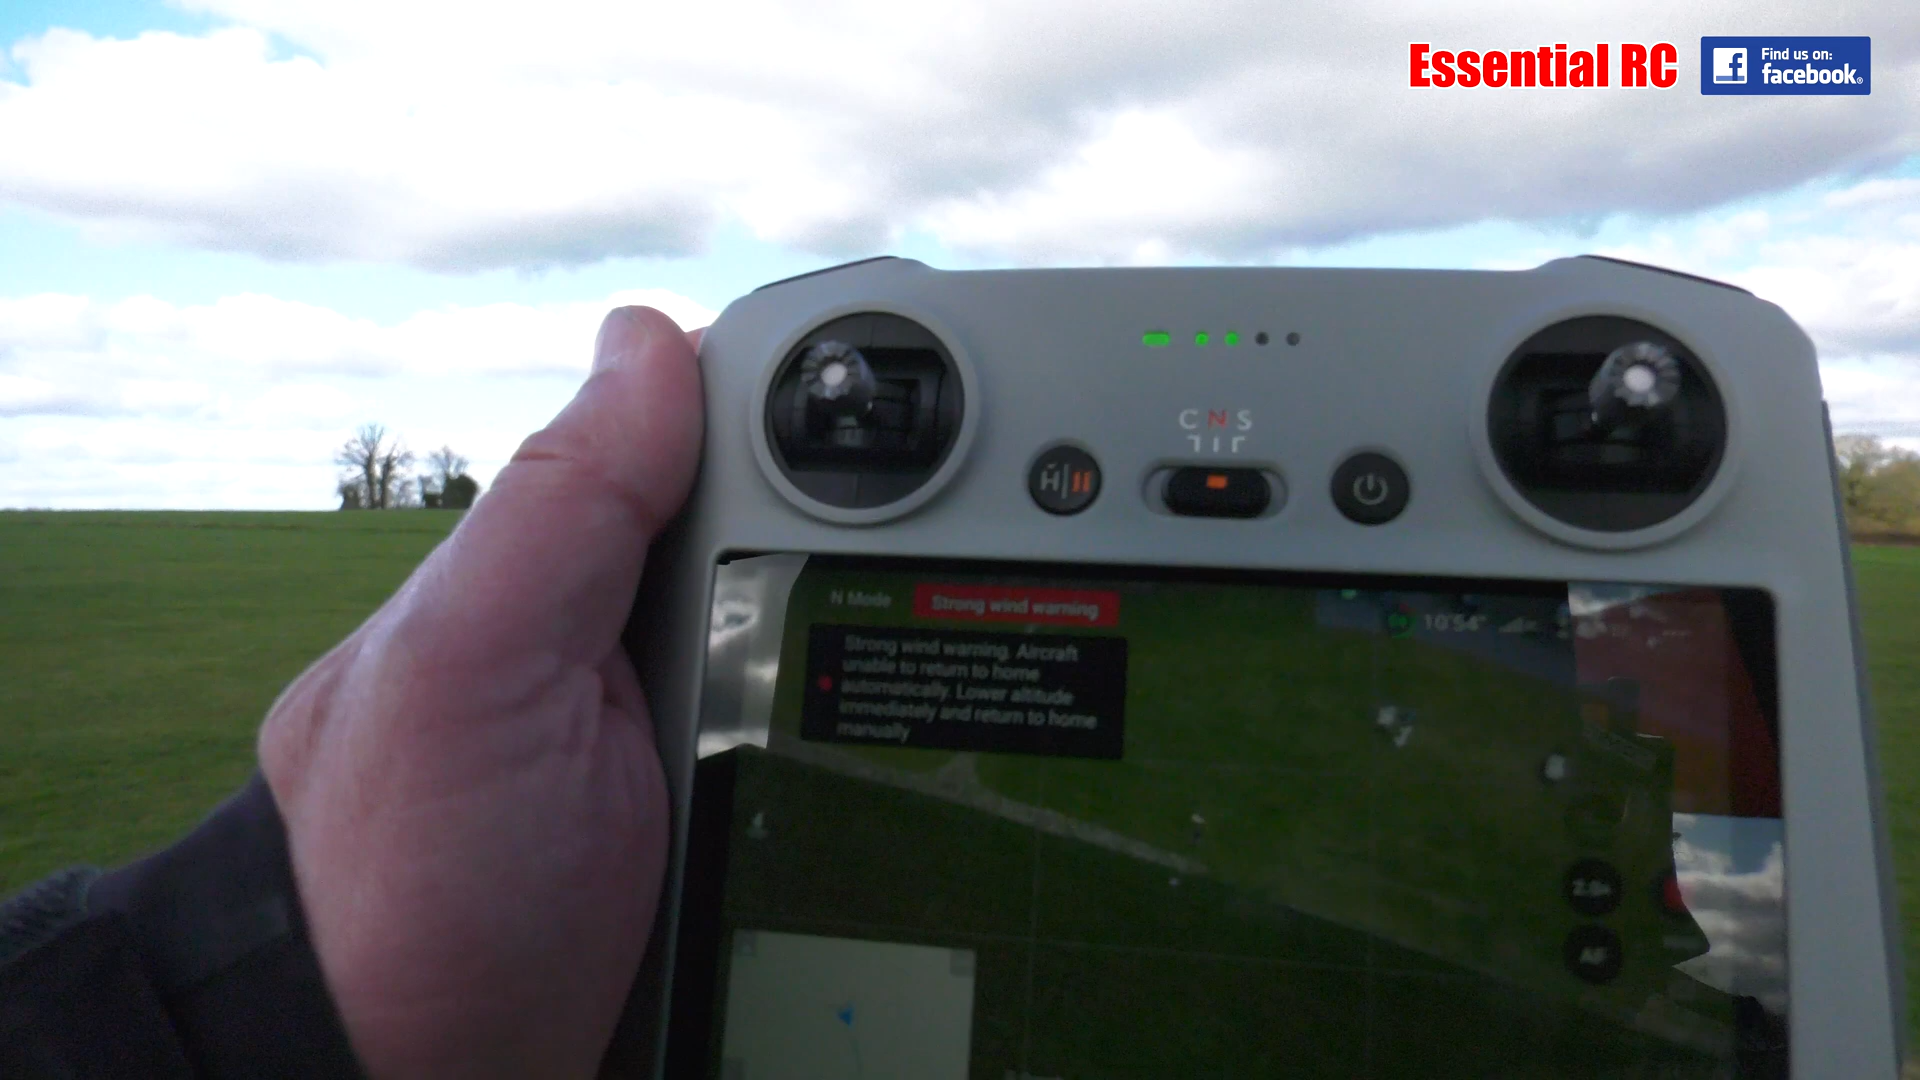 Essential RC
Find us on:
facebook.
C N S
H
N Mode
Strong wind warning
10'54"
Strong wind warning. Aircraft
unable to return to home
automatically. Lower altitude
immediately and return to home
manually
AF